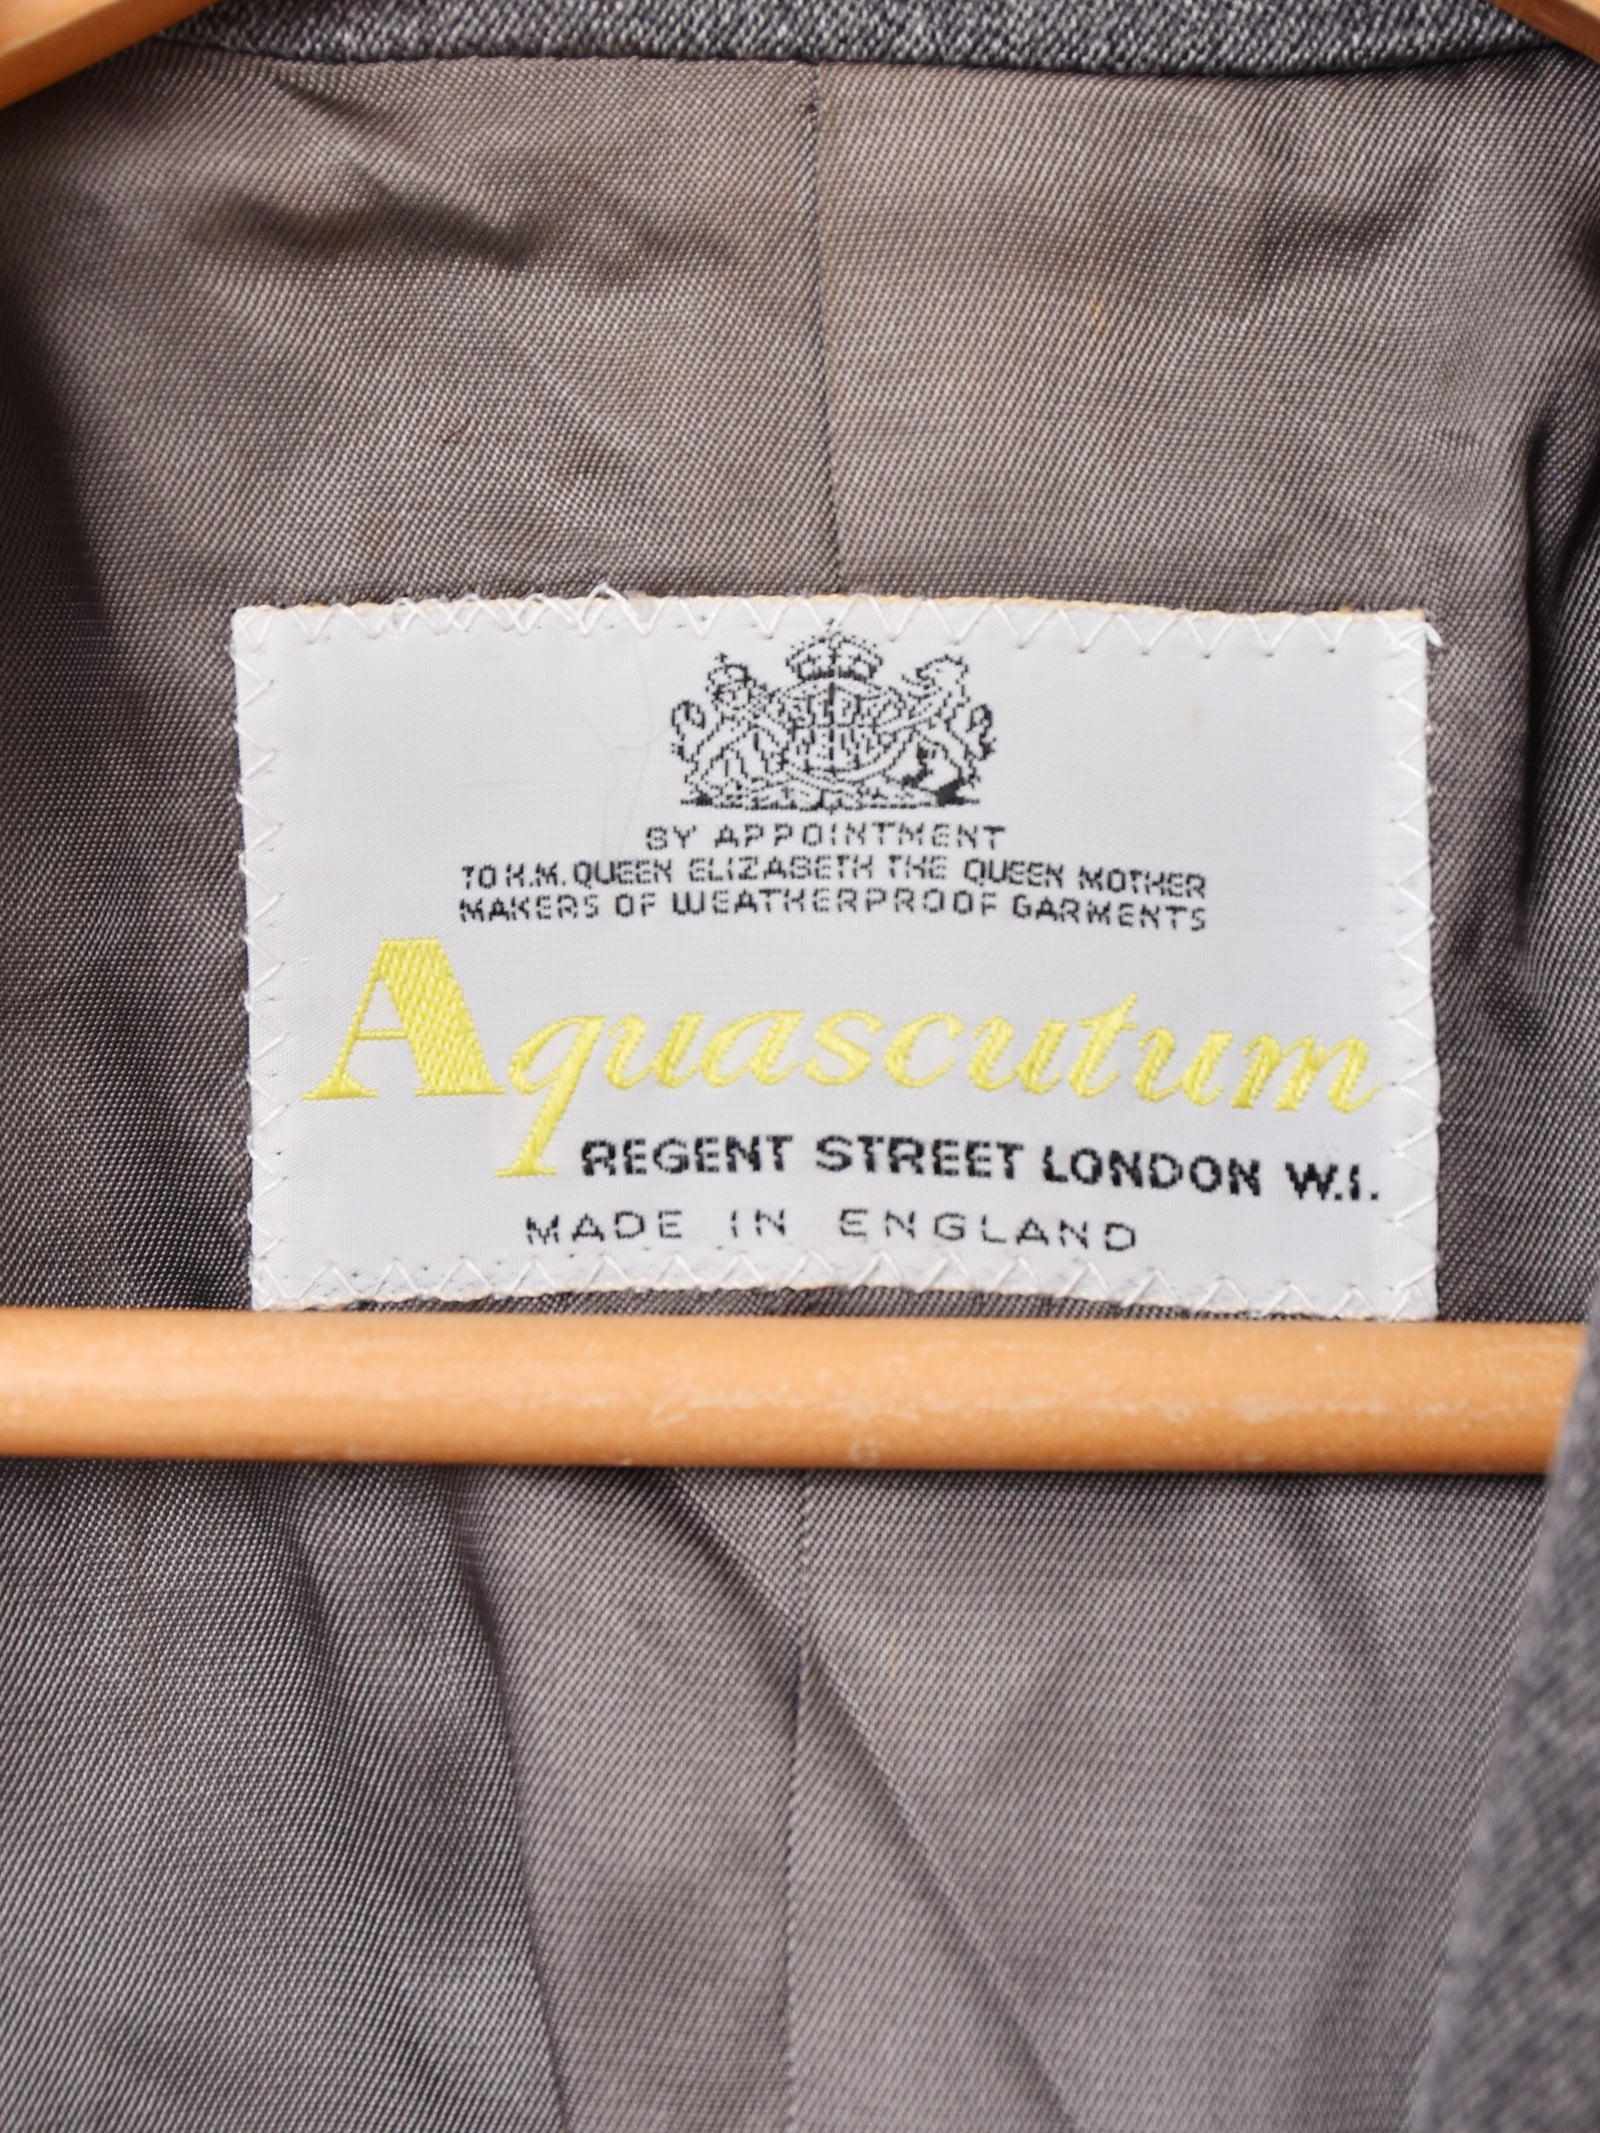 BY APPOINTMENT
TO H.M. QUEEN ELIZABETH THE QUEEN MOTHER
MAKERS OF WEATHERPROOF GARMENTS
Aquascutum
REGENT STREET LONDON W.1.
MADE IN ENGLAND